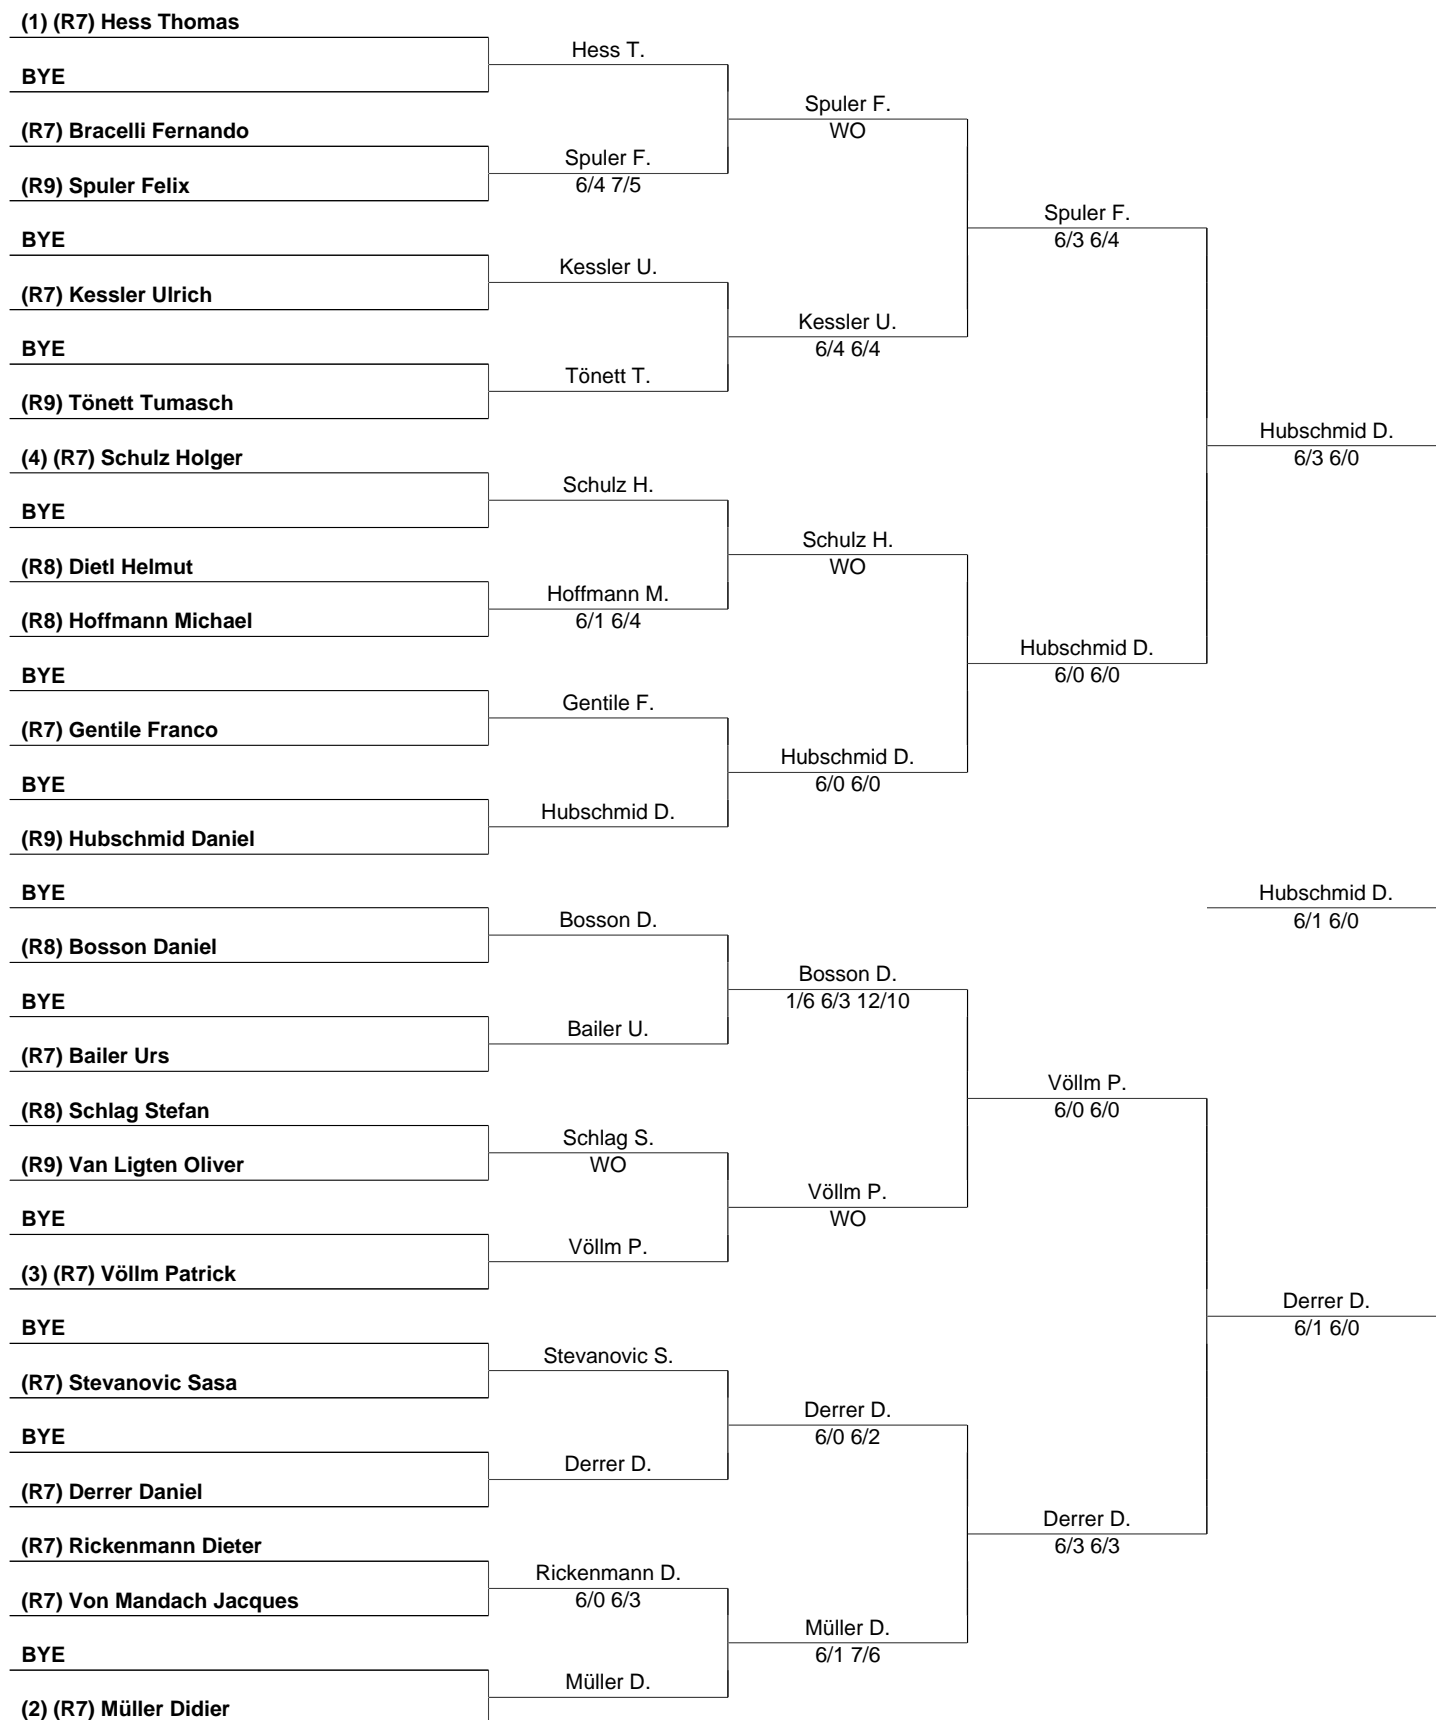 (1) (R7) Hess Thomas
BYE
(R7) Bracelli Fernando
(R9) Spuler Felix
BYE
(R7) Kessler Ulrich
BYE
(R9) Tönett Tumasch
(4) (R7) Schulz Holger
BYE
(R8) Dietl Helmut
(R8) Hoffmann Michael
BYE
(R7) Gentile Franco
BYE
(R9) Hubschmid Daniel
BYE
(R8) Bosson Daniel
BYE
(R7) Bailer Urs
(R8) Schlag Stefan
(R9) Van Ligten Oliver
BYE
(3) (R7) Völlm Patrick
BYE
(R7) Stevanovic Sasa
BYE
(R7) Derrer Daniel
(R7) Rickenmann Dieter
(R7) Von Mandach Jacques
BYE
(2) (R7) Müller Didier
Hess T.
Spuler F.
6/4 7/5
Kessler U.
Tönett T.
Schulz H.
Hoffmann M.
6/1 6/4
Gentile F.
Hubschmid D.
Bosson D.
Bailer U.
Schlag S.
WO
Völlm P.
Stevanovic S.
Derrer D.
Rickenmann D.
6/0 6/3
Müller D.
Spuler F.
WO
Kessler U.
6/4 6/4
Schulz H.
WO
Hubschmid D.
6/0 6/0
Bosson D.
1/6 6/3 12/10
Völlm P.
WO
Derrer D.
6/0 6/2
Müller D.
6/1 7/6
Spuler F.
6/3 6/4
Hubschmid D.
6/0 6/0
Völlm P.
6/0 6/0
Derrer D.
6/3 6/3
Hubschmid D.
6/3 6/0
Hubschmid D.
6/1 6/0
Derrer D.
6/1 6/0